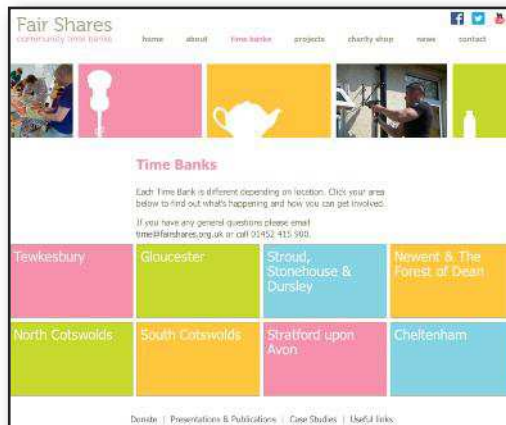 Fair Shares
community time banks
home about time banks projects charity shop news contact
Time Banks
Each Time Bank is different depending on location. Click your area
below to find out what's happening and how you can get involved.
If you have any general questions please email
time@fairshares.org.uk or call 01452 415 900.
Tewkesbury
Gloucester
Stroud,
Stonehouse &
Dursley
Newent & The
Forest of Dean
North Cotswolds
South Cotswolds
Stratford upon
Avon
Cheltenham
Donate | Presentations & Publications | Case Studies | Useful links